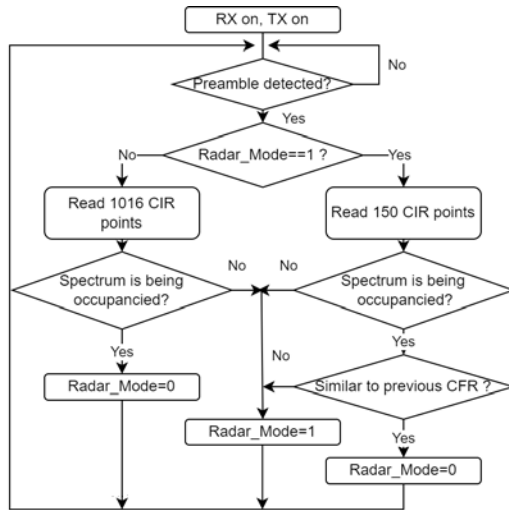 RX on, TX on
No
Preamble detected?
Yes
No
Radar_Mode==1 ?
Yes
Read 1016 CIR
points
Read 150 CIR points
No
No
Spectrum is being
occupancied?
Spectrum is being
occupancied?
Yes
Yes
No
Radar_Mode=0
Similar to previous CFR ?
Radar_Mode=1
Yes
Radar_Mode=0